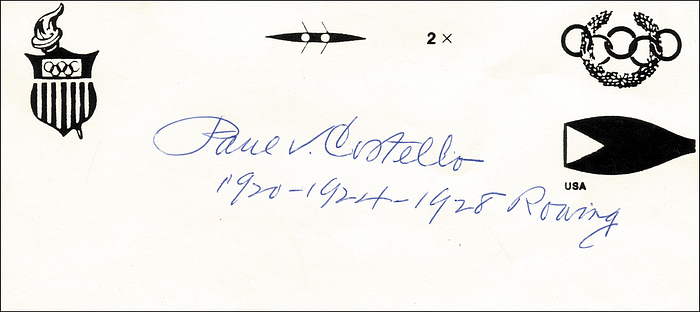 2 ×
USA
Paul V. Costello
1920-1924-1928 Rowing